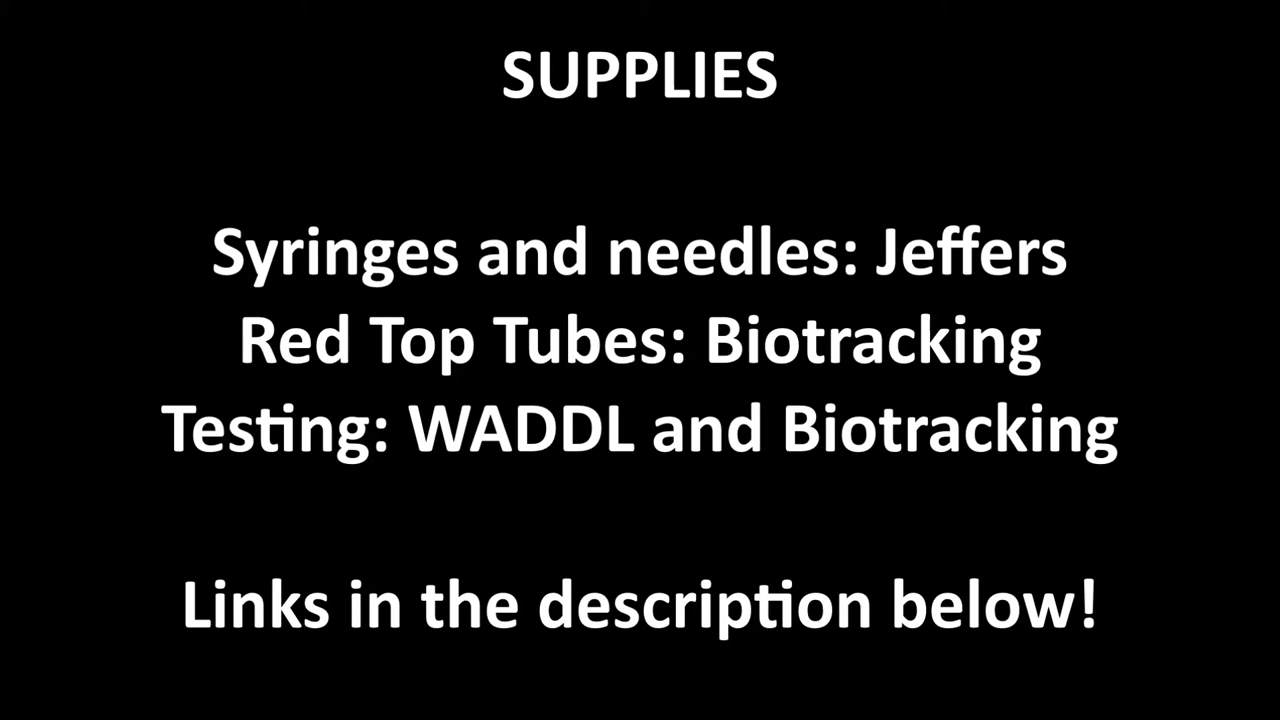 SUPPLIES
Syringes and needles: Jeffers
Red Top Tubes: Biotracking
Testing: WADDL and Biotracking
Links in the description below!